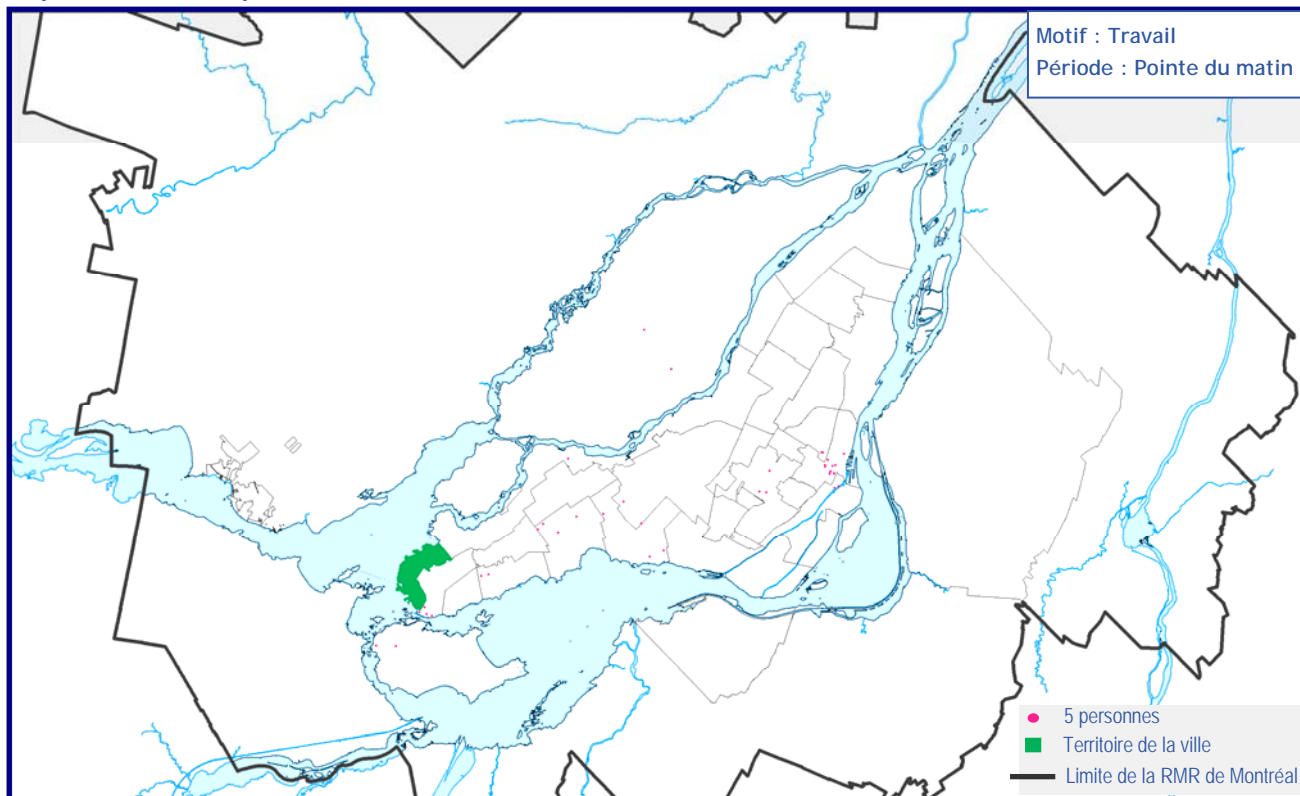 Motif : Travail
Période : Pointe du matin
5 personnes
Territoire de la ville
Limite de la RMR de Montréal